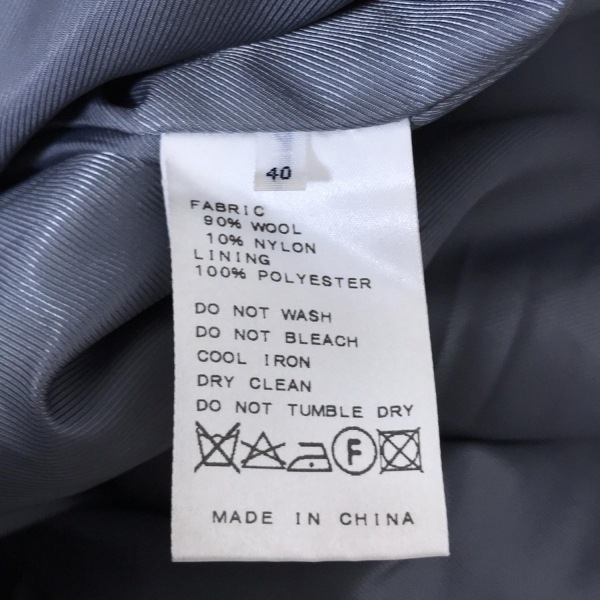 40
FABRIC
90% WOOL
10% NYLON
LINING
100% POLYESTER
DO NOT WASH
DO NOT BLEACH
COOL IRON
DRY CLEAN
DO NOT TUMBLE DRY
F
MADE IN CHINA